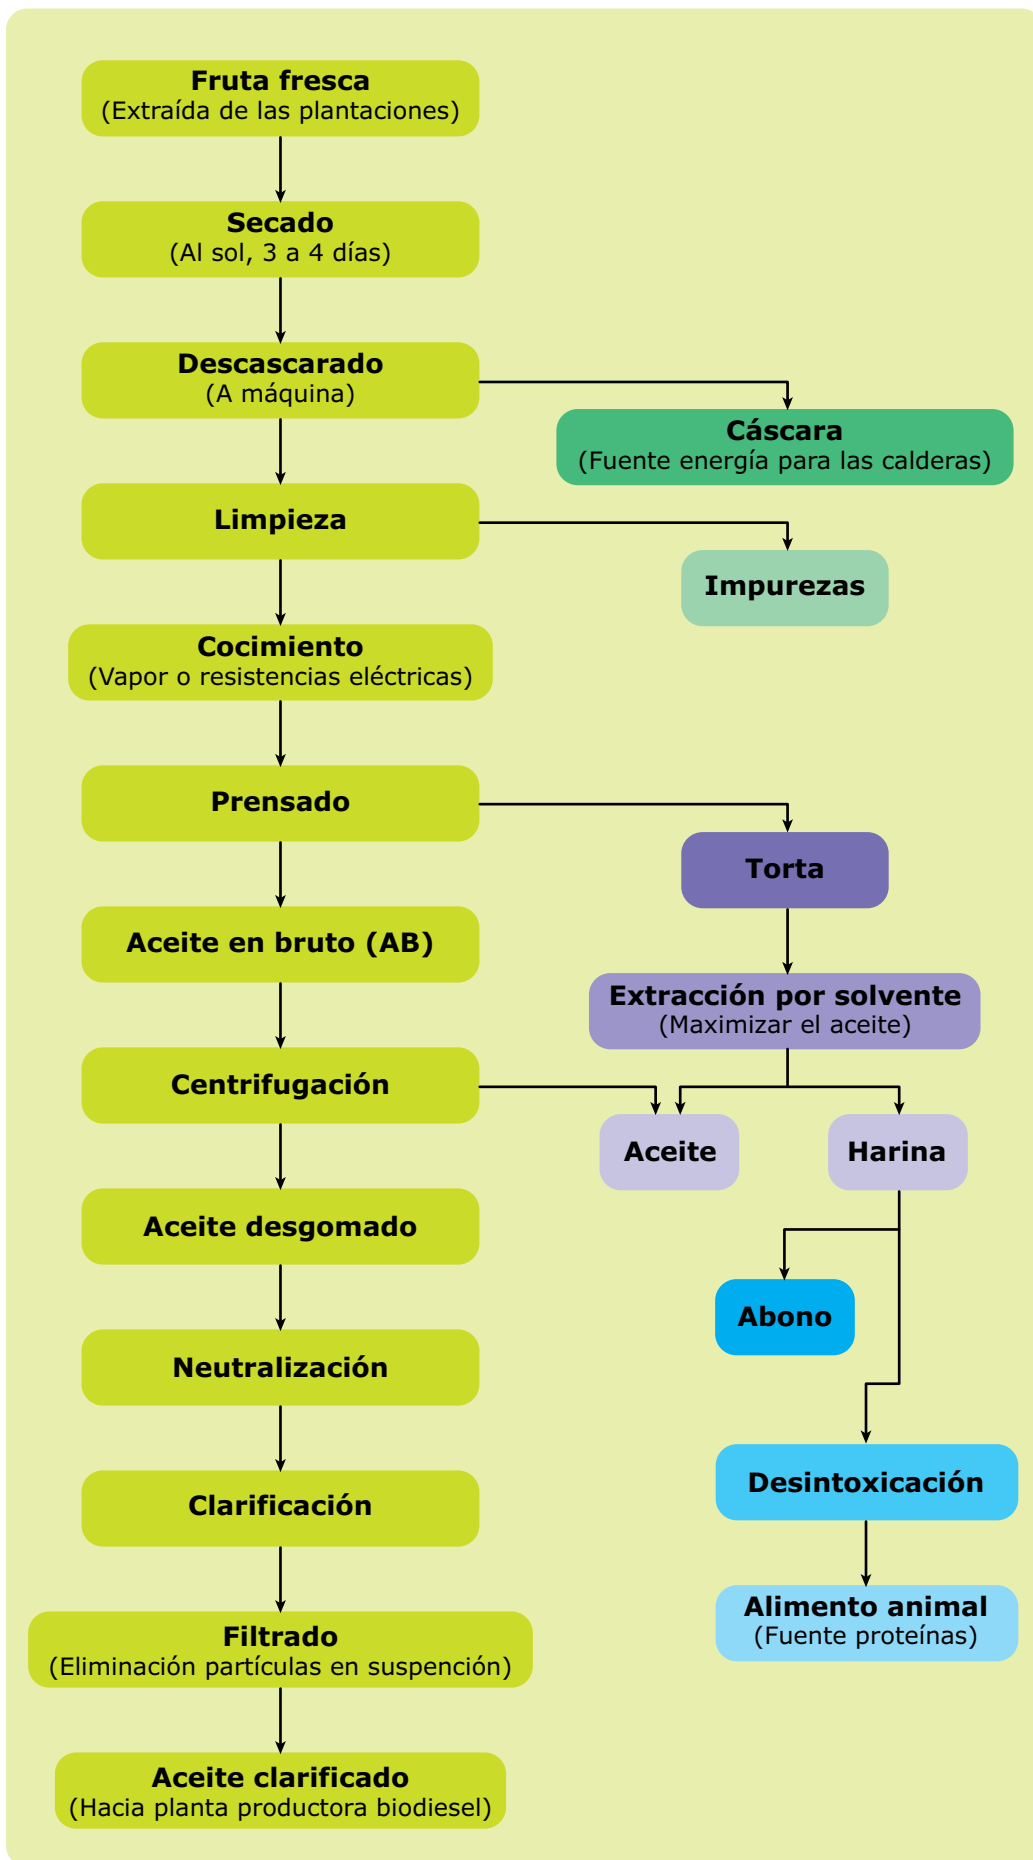 Fruta fresca
(Extraída de las plantaciones)
Secado
(Al sol, 3 a 4 días)
Descascarado
(A máquina)
Cáscara
(Fuente energía para las calderas)
Limpieza
Impurezas
Cocimiento
(Vapor o resistencias eléctricas)
Prensado
Torta
Aceite en bruto (AB)
Extracción por solvente
(Maximizar el aceite)
Centrifugación
Aceite
Harina
Aceite desgomado
Abono
Neutralización
Desintoxicación
Clarificación
Alimento animal
(Fuente proteínas)
Filtrado
(Eliminación partículas en suspención)
Aceite clarificado
(Hacia planta productora biodiesel)